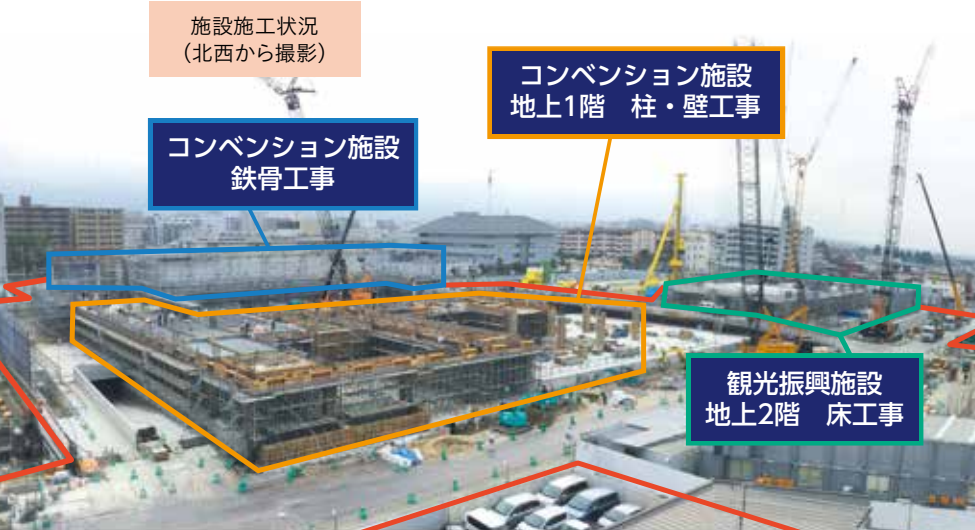 施設施工状況
（北西から撮影）
コンベンション施設
地上1階　柱・壁工事
コンベンション施設
鉄骨工事
観光振興施設
地上2階　床工事